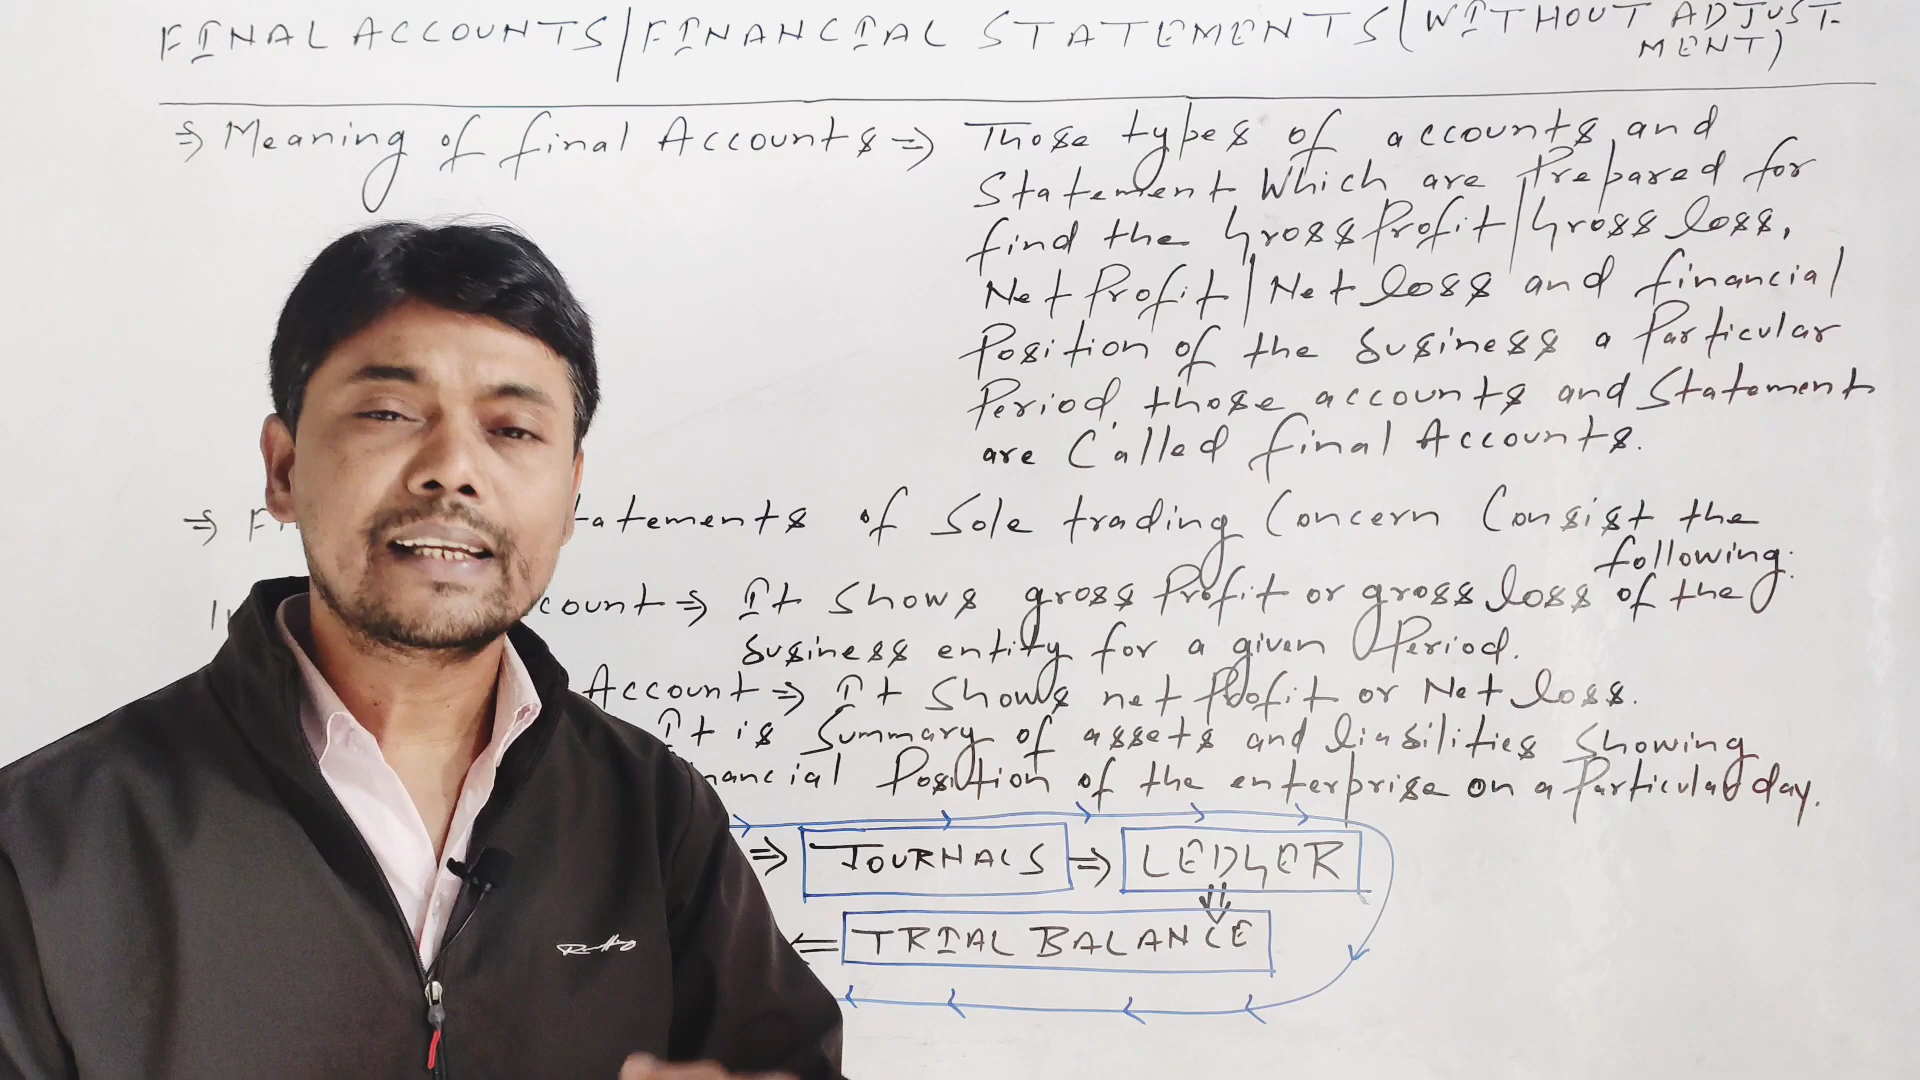 FINAL ACCOUNTS/FINANCIAL STATEMENTS (WITHOUT ADJUST-
MENT)
⇒ Meaning of final Accounts ⇒ Those types of accounts and
Statement Which are Prepared for
find the Gross Profit/Gross loss,
Net Profit/Net loss and financial
Position of the business a Particular
Period those accounts and Statement
are Called final Accounts.
⇒ Fi tatements of Sole trading Concern Consist the
following:
count ⇒ It Shows gross Profit or gross loss of the
business entity for a given Period.
Account ⇒ It Shows net Profit or Net loss.
It is Summary of assets and liabilities Showing
nancial Position of the enterprise on a Particular day.
⇒ JOURNALS ⇒ LEDGER
⇐ TRIAL BALANCE